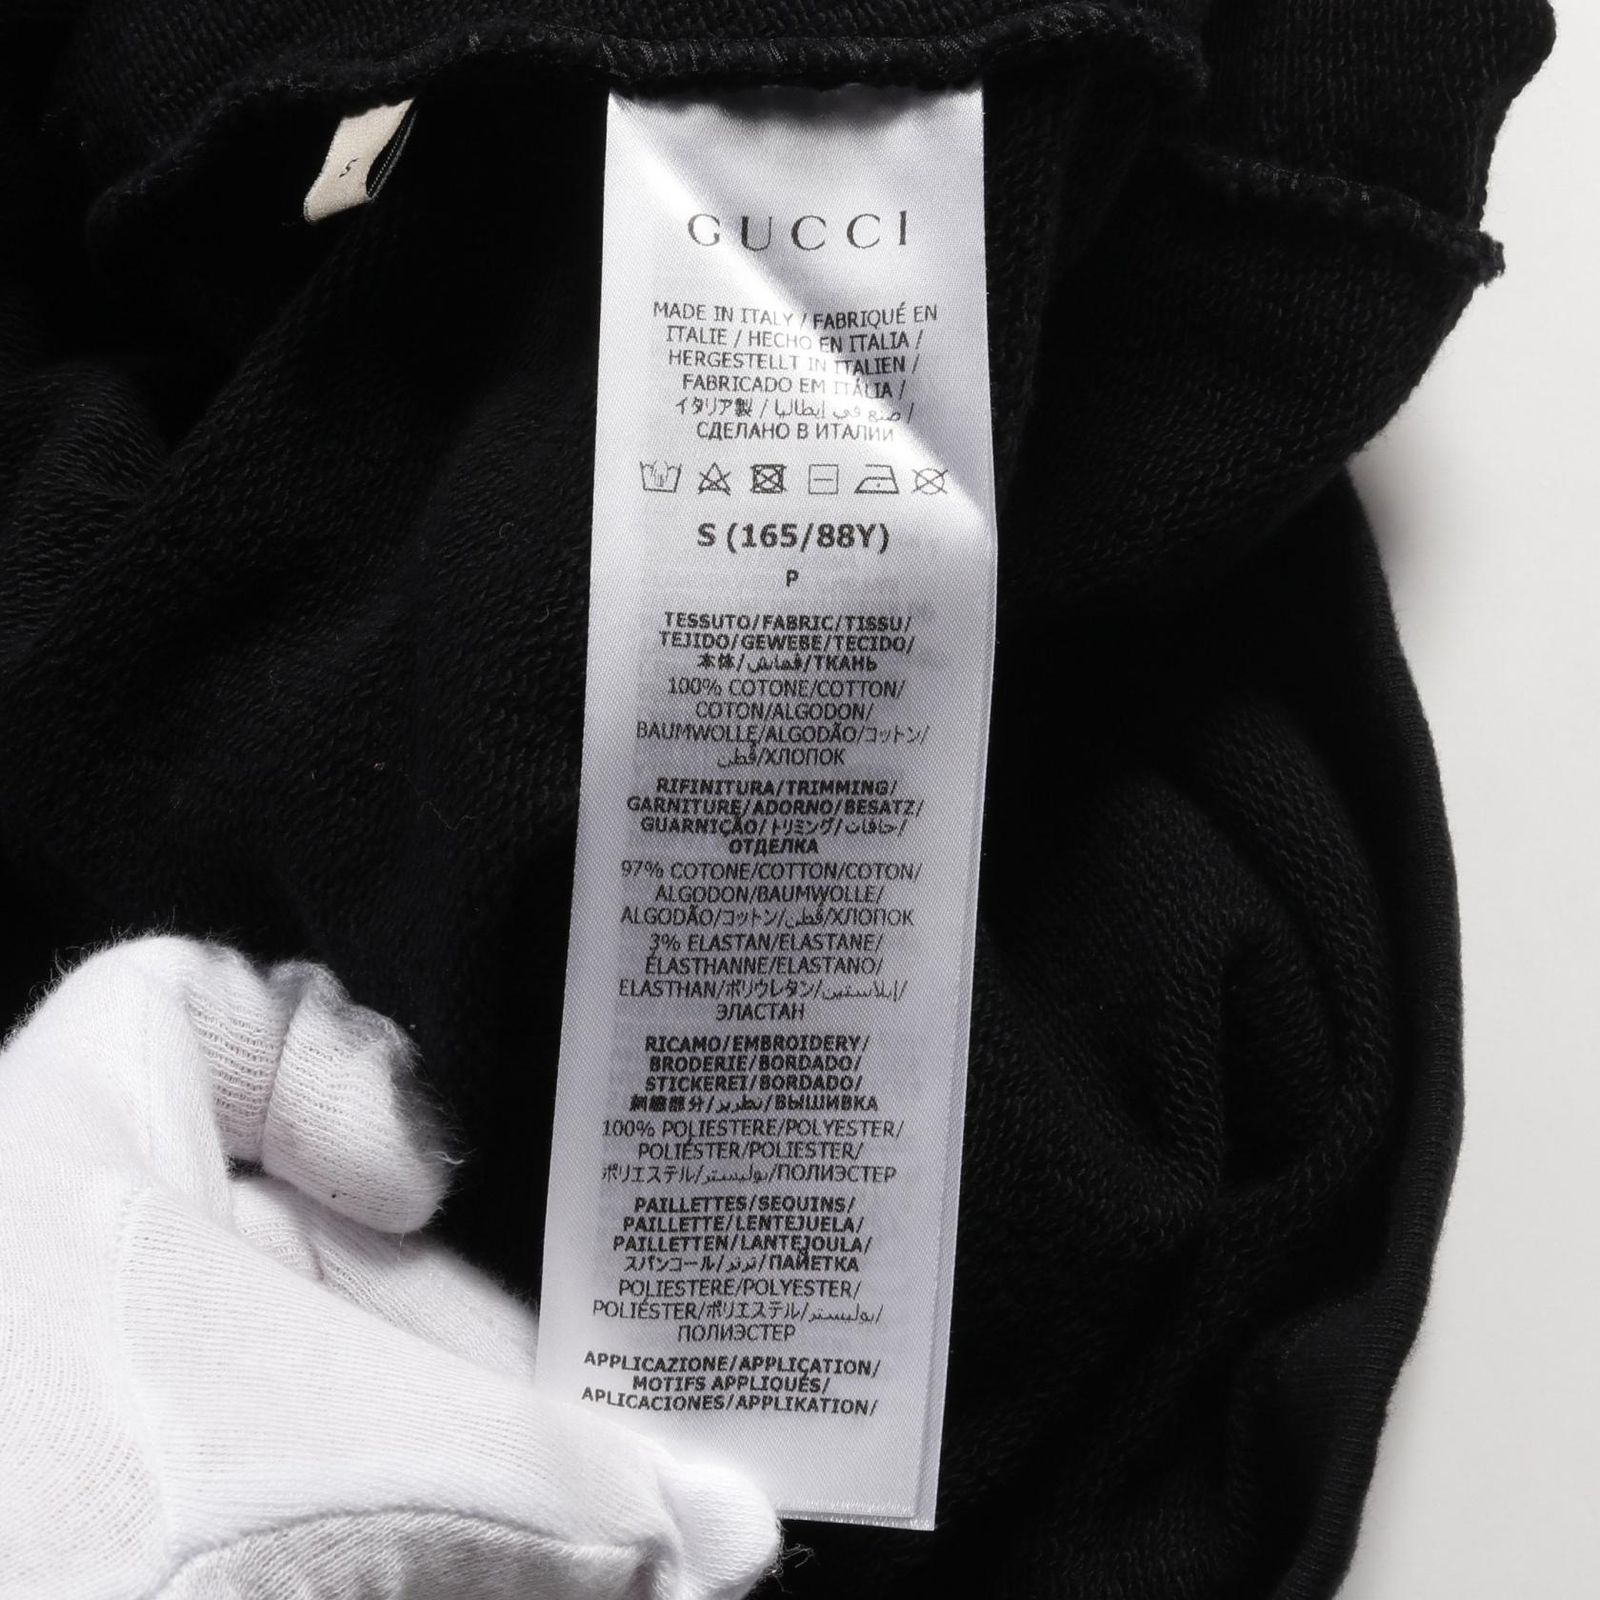 S
GUCCI
MADE IN ITALY / FABRIQUÉ EN
ITALIE / HECHO EN ITALIA /
HERGESTELLT IN ITALIEN /
FABRICADO EM ITÁLIA /
イタリア製 / صنع في إيطاليا /
СДЕЛАНО В ИТАЛИИ
S (165/88Y)
P
TESSUTO/FABRIC/TISSU/
TEJIDO/GEWEBE/TECIDO/
本体/قماش/ТКАНЬ
100% COTONE/COTTON/
COTON/ALGODON/
BAUMWOLLE/ALGODÃO/コットン/
قطن/ХЛОПОК
RIFINITURA/TRIMMING/
GARNITURE/ADORNO/BESATZ/
GUARNIÇÃO/トリミング/حافات/
ОТДЕЛКА
97% COTONE/COTTON/COTON/
ALGODON/BAUMWOLLE/
ALGODÃO/コットン/قطن/ХЛОПОК
3% ELASTAN/ELASTANE/
ÉLASTHANNE/ELASTANO/
ELASTHAN/ポリウレタン/إيلاستين/
ЭЛАСТАН
RICAMO/EMBROIDERY/
BRODERIE/BORDADO/
STICKEREI/BORDADO/
刺繍部分/تطريز/ВЫШИВКА
100% POLIESTERE/POLYESTER/
POLIÉSTER/POLIESTER/
ポリエステル/بوليستر/ПОЛИЭСТЕР
PAILLETTES/SEQUINS/
PAILLETTE/LENTEJUELA/
PAILLETTEN/LANTEJOULA/
スパンコール/ترتر/ПАЙЕТКА
POLIESTERE/POLYESTER/
POLIÉSTER/ポリエステル/بوليستر/
ПОЛИЭСТЕР
APPLICAZIONE/APPLICATION/
MOTIFS APPLIQUÉS/
APLICACIONES/APPLIKATION/